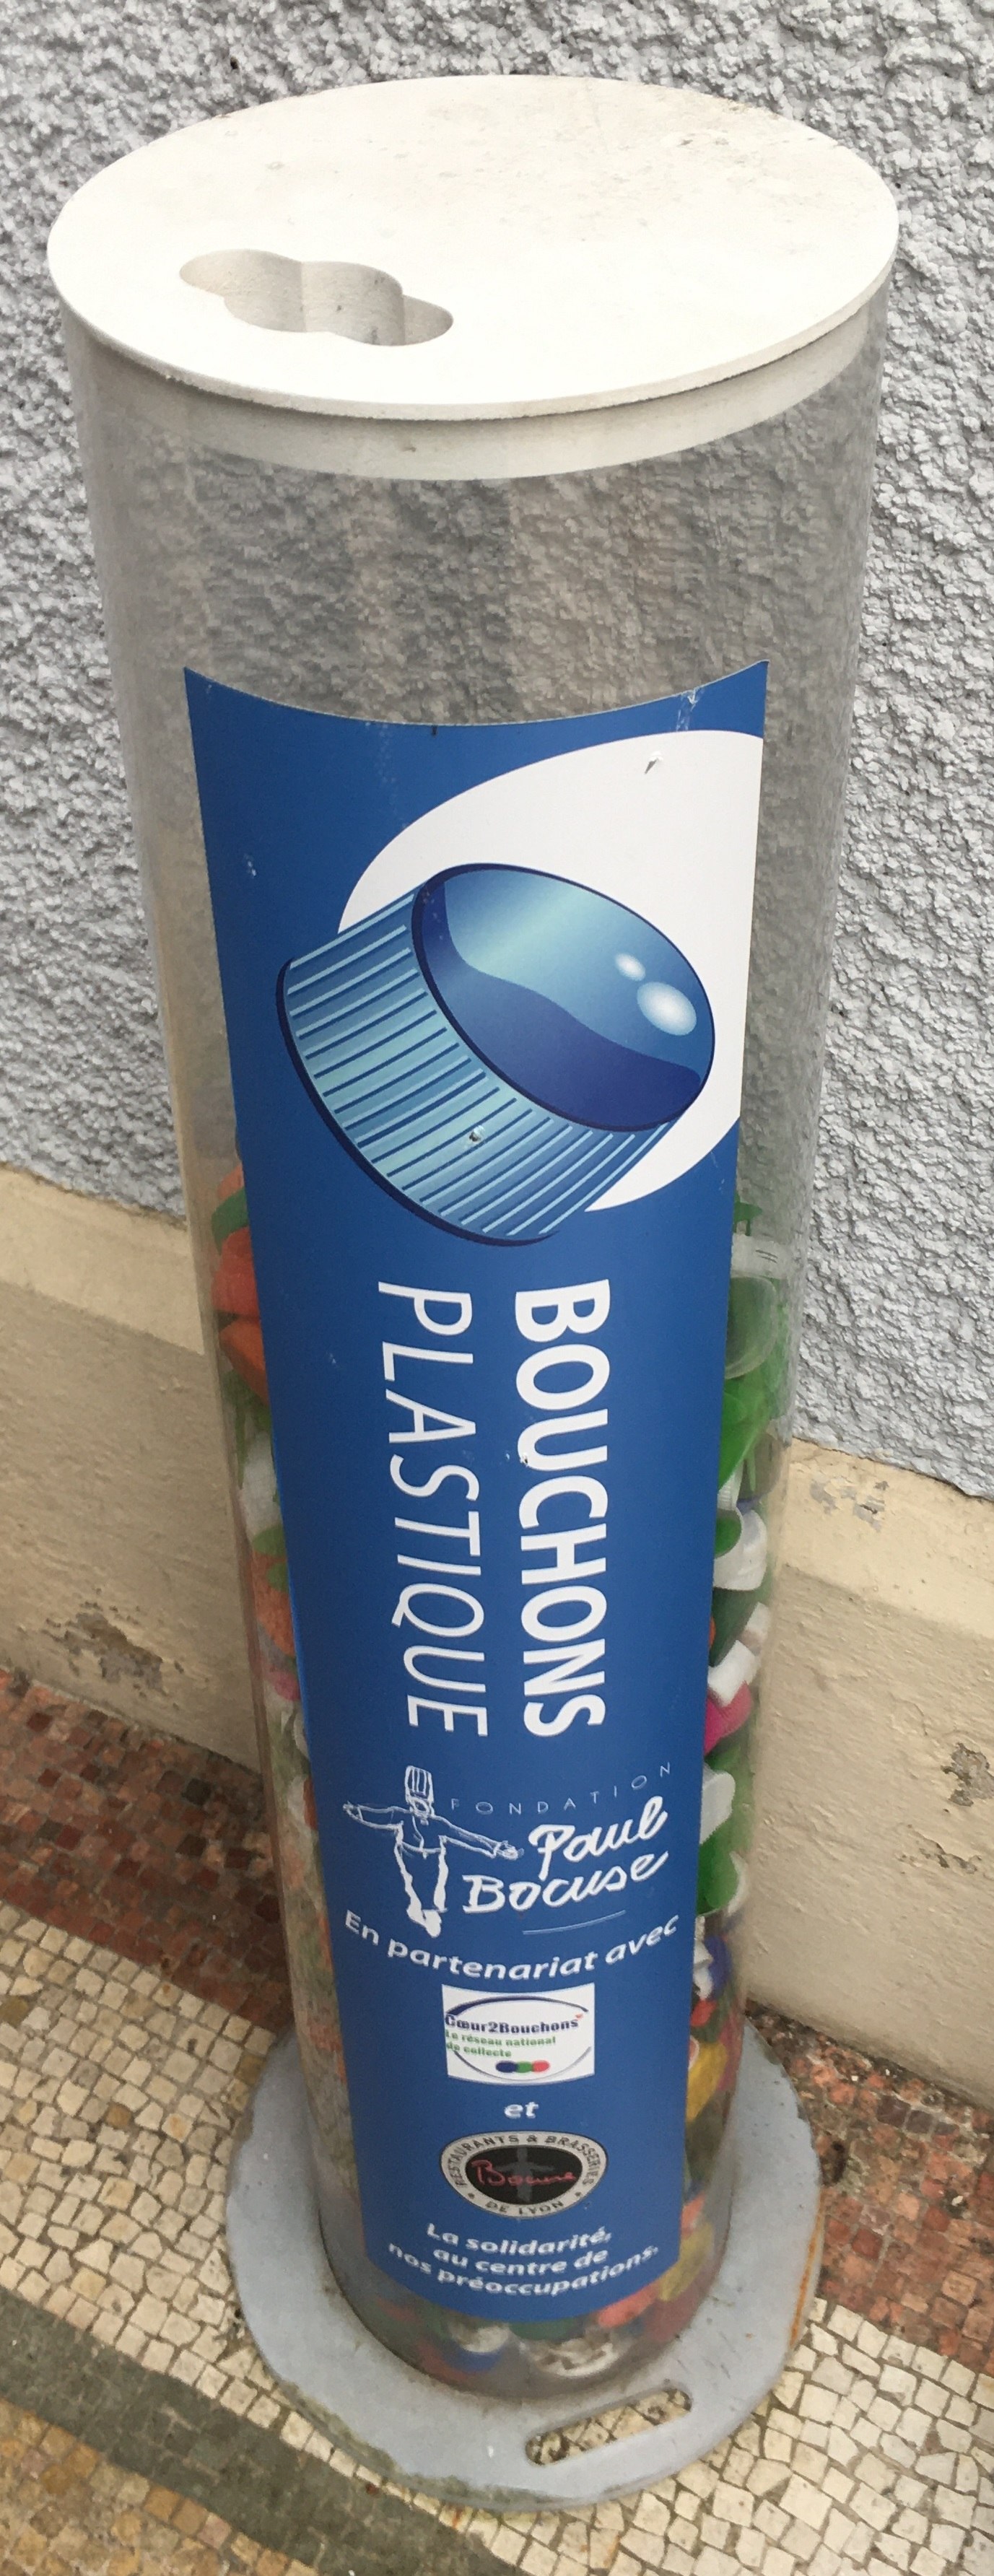 BOUCHONS
PLASTIQUE
FONDATION
Paul
Bocuse
En partenariat avec
Cœur2Bouchons
Le réseau national
de collecte
et
RESTAURANTS & BRASSERIES
Bocuse
DE LYON
La solidarité,
au centre de
nos préoccupations.